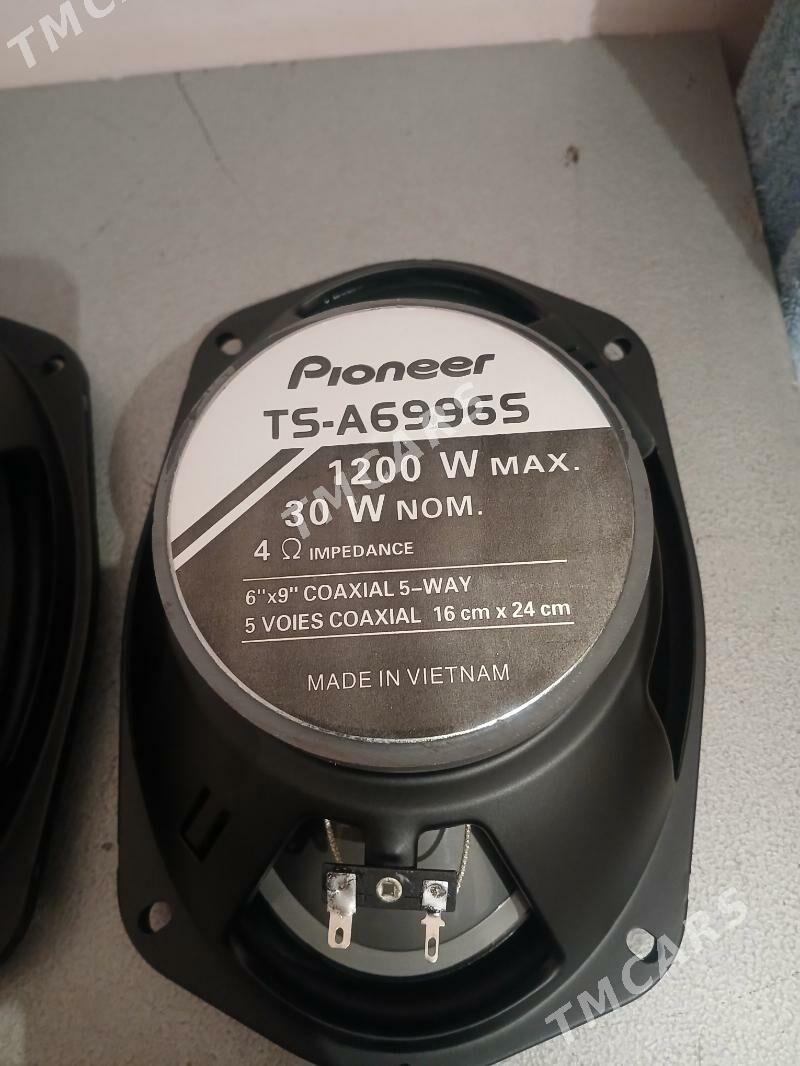 TMCARS
Pioneer
TS-A6996S
1200 W MAX.
30 W NOM.
TMCARS
4 Ω IMPEDANCE
6"x9" COAXIAL 5-WAY
5 VOIES COAXIAL 16 cm x 24 cm
MADE IN VIETNAM
TMCARS